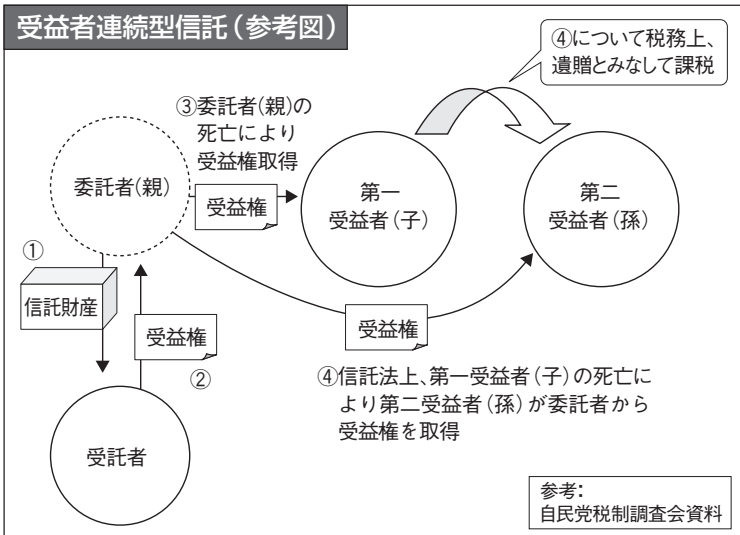 受益者連続型信託（参考図）
④について税務上、
遺贈とみなして課税
③委託者(親)の
死亡により
受益権取得
委託者(親)
受益権
第一
受益者（子）
第二
受益者（孫）
①
信託財産
受益権
②
受益権
④信託法上、第一受益者（子）の死亡に
より第二受益者（孫）が委託者から
受益権を取得
受託者
参考：
自民党税制調査会資料